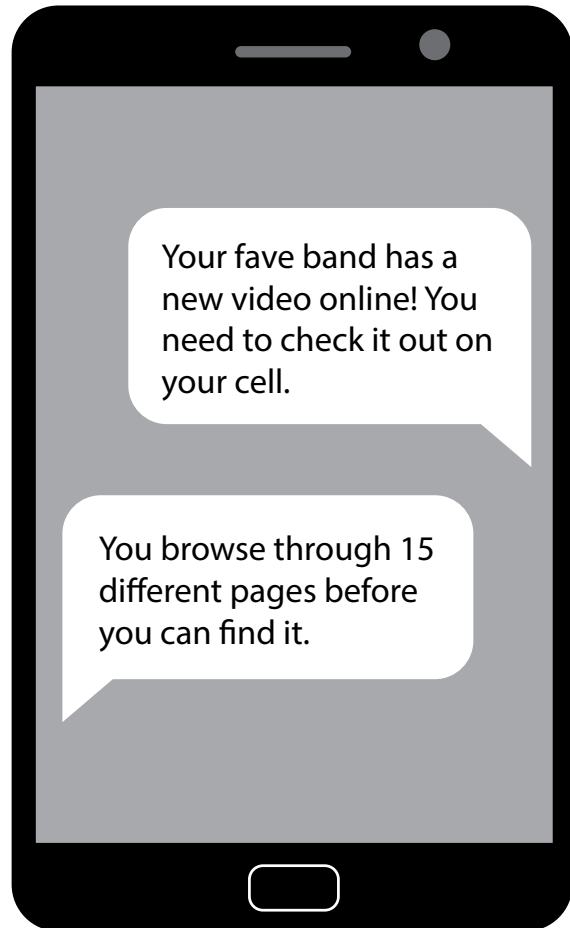 Your fave band has a
new video online! You
need to check it out on
your cell.
You browse through 15
different pages before
you can find it.